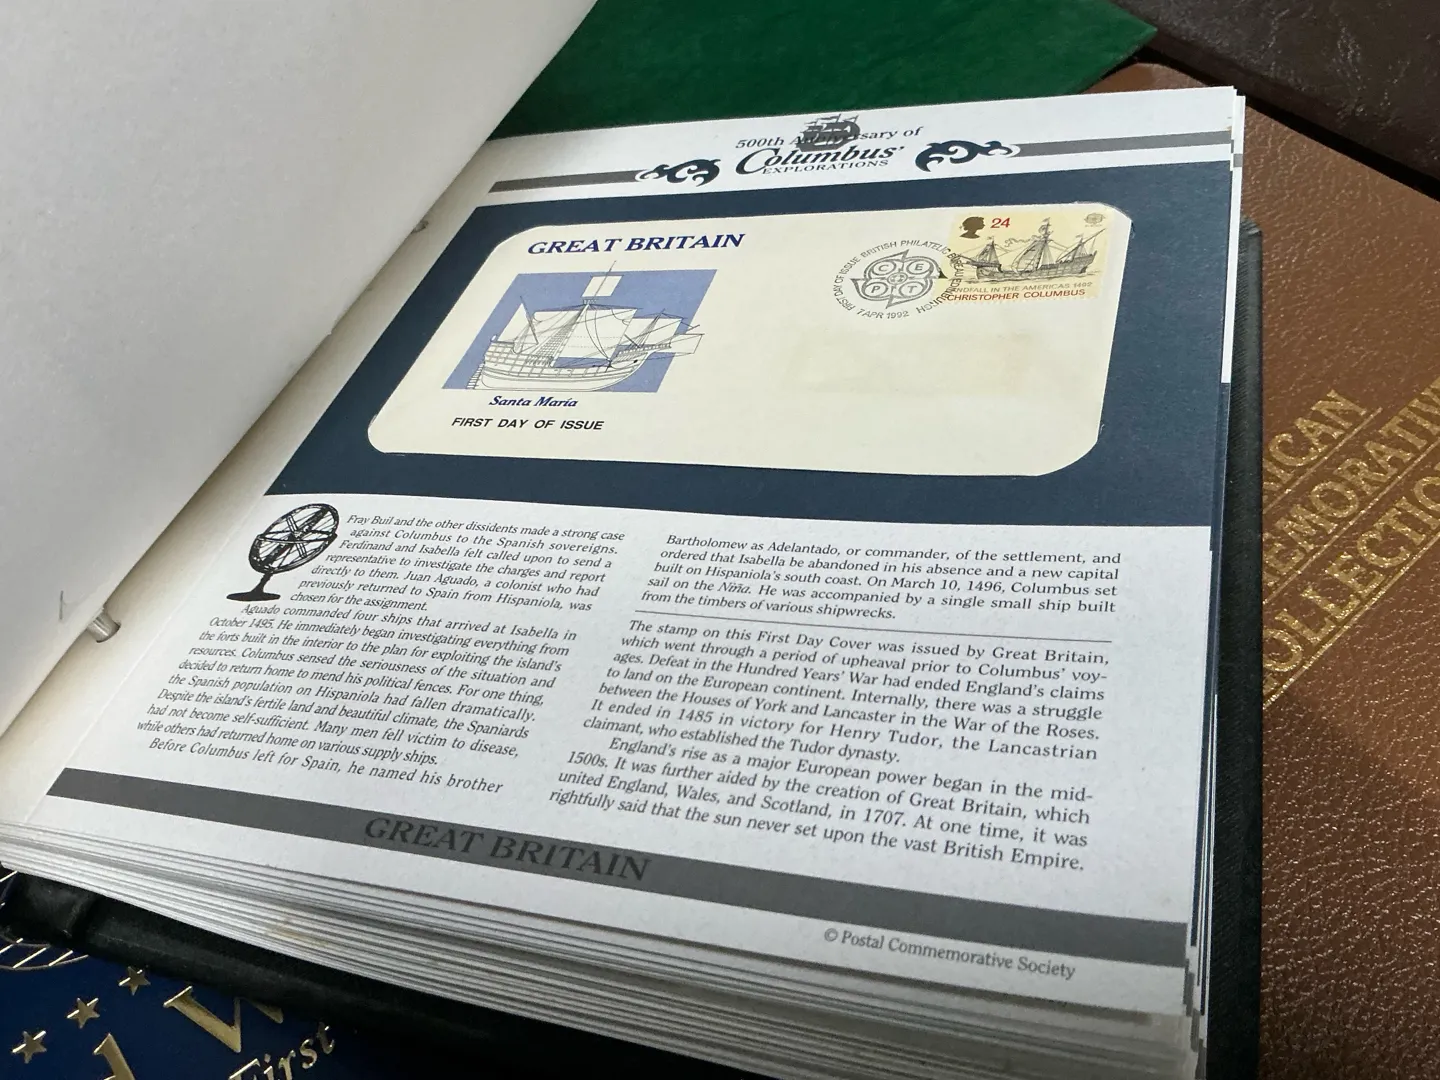 500th Anniversary of
Columbus'
EXPLORATIONS
GREAT BRITAIN
Santa María
FIRST DAY OF ISSUE
FIRST DAY OF ISSUE BRITISH PHILATELIC BUREAU EDINBURGH
CE
PT
7 APR 1992
24
LANDFALL IN THE AMERICAS 1492
CHRISTOPHER COLUMBUS
Fray Buil and the other dissidents made a strong case
against Columbus to the Spanish sovereigns.
Ferdinand and Isabella felt called upon to send a
representative to investigate the charges and report
directly to them. Juan Aguado, a colonist who had
previously returned to Spain from Hispaniola, was
chosen for the assignment.
Aguado commanded four ships that arrived at Isabella in
October 1495. He immediately began investigating everything from
the forts built in the interior to the plan for exploiting the island's
resources. Columbus sensed the seriousness of the situation and
decided to return home to mend his political fences. For one thing,
the Spanish population on Hispaniola had fallen dramatically.
Despite the island's fertile land and beautiful climate, the Spaniards
had not become self-sufficient. Many men fell victim to disease,
while others had returned home on various supply ships.
Before Columbus left for Spain, he named his brother
Bartholomew as Adelantado, or commander, of the settlement, and
ordered that Isabella be abandoned in his absence and a new capital
built on Hispaniola's south coast. On March 10, 1496, Columbus set
sail on the Niña. He was accompanied by a single small ship built
from the timbers of various shipwrecks.
The stamp on this First Day Cover was issued by Great Britain,
which went through a period of upheaval prior to Columbus' voy-
ages. Defeat in the Hundred Years' War had ended England's claims
to land on the European continent. Internally, there was a struggle
between the Houses of York and Lancaster in the War of the Roses.
It ended in 1485 in victory for Henry Tudor, the Lancastrian
claimant, who established the Tudor dynasty.
England's rise as a major European power began in the mid-
1500s. It was further aided by the creation of Great Britain, which
united England, Wales, and Scotland, in 1707. At one time, it was
rightfully said that the sun never set upon the vast British Empire.
GREAT BRITAIN
© Postal Commemorative Society
ICAN
MEMORATIV
OLLECTIO
d W
First